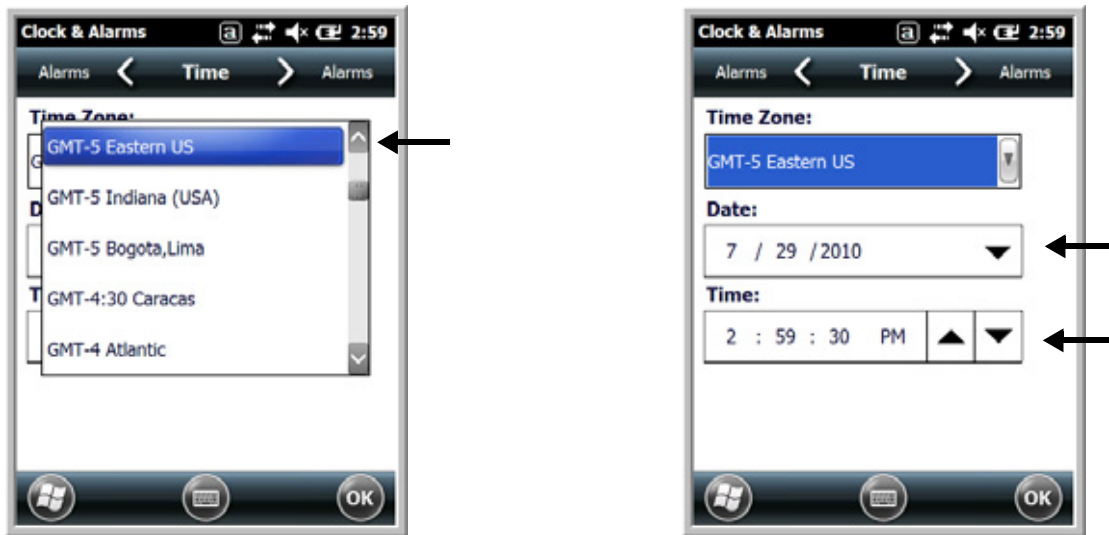 Clock & Alarms a 2:59
Alarms Time Alarms
Time Zone:
GMT-5 Eastern US
GMT-5 Indiana (USA)
GMT-5 Bogota,Lima
GMT-4:30 Caracas
GMT-4 Atlantic
OK
Clock & Alarms a 2:59
Alarms Time Alarms
Time Zone:
GMT-5 Eastern US
Date:
7 / 29 / 2010
Time:
2 : 59 : 30 PM
OK